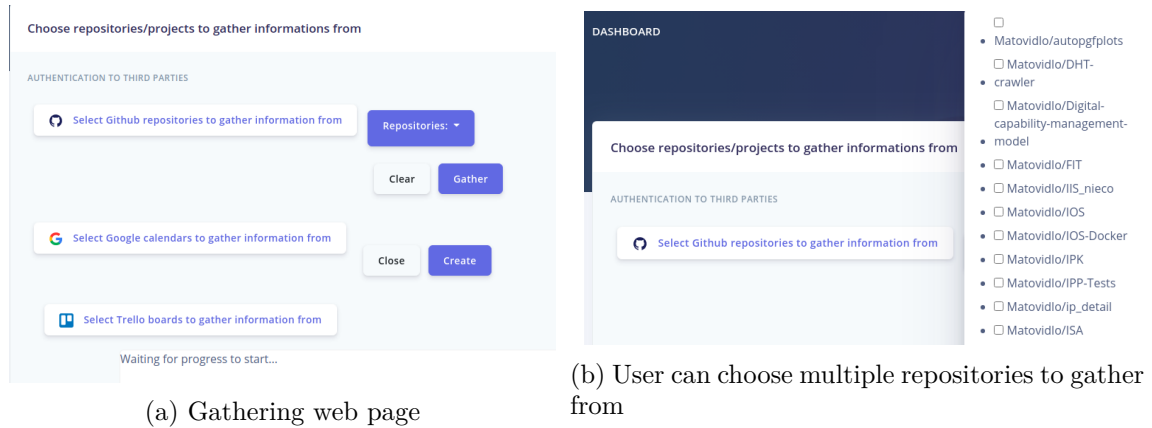 Choose repositories/projects to gather informations from
AUTHENTICATION TO THIRD PARTIES
Select Github repositories to gather information from
Repositories:
Clear
Gather
Select Google calendars to gather information from
Close
Create
Select Trello boards to gather information from
Waiting for progress to start...
(a) Gathering web page
DASHBOARD
Choose repositories/projects to gather informations from
AUTHENTICATION TO THIRD PARTIES
Select Github repositories to gather information from
Matovidlo/autopgfplots
Matovidlo/DHT-
crawler
Matovidlo/Digital-
capability-management-
model
Matovidlo/FIT
Matovidlo/IIS_nieco
Matovidlo/IOS
Matovidlo/IOS-Docker
Matovidlo/IPK
Matovidlo/IPP-Tests
Matovidlo/ip_detail
Matovidlo/ISA
(b) User can choose multiple repositories to gather
from